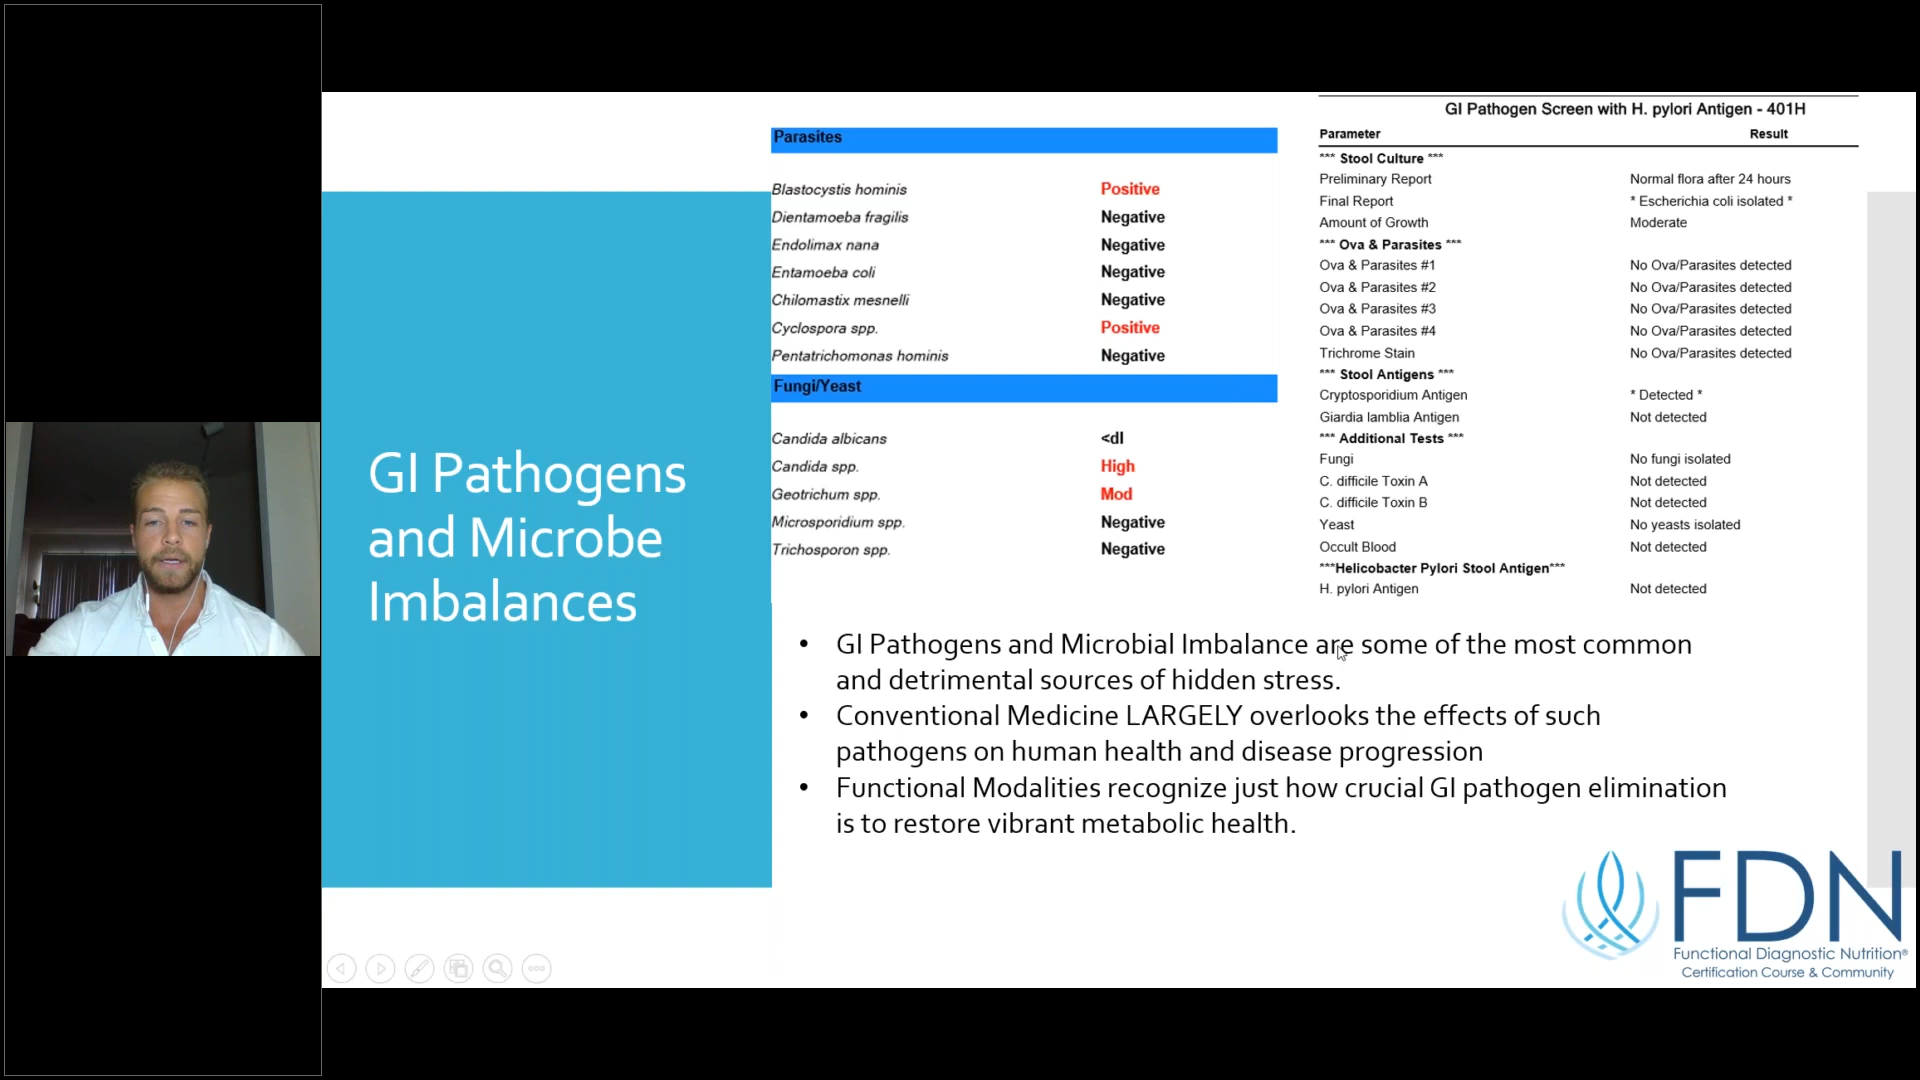 GI Pathogens
and Microbe
Imbalances
Parasites
Blastocystis hominis Positive
Dientamoeba fragilis Negative
Endolimax nana Negative
Entamoeba coli Negative
Chilomastix mesnelli Negative
Cyclospora spp. Positive
Pentatrichomonas hominis Negative
Fungi/Yeast
Candida albicans <dl
Candida spp. High
Geotrichum spp. Mod
Microsporidium spp. Negative
Trichosporon spp. Negative
GI Pathogen Screen with H. pylori Antigen - 401H
Parameter Result
*** Stool Culture ***
Preliminary Report Normal flora after 24 hours
Final Report * Escherichia coli isolated *
Amount of Growth Moderate
*** Ova & Parasites ***
Ova & Parasites #1 No Ova/Parasites detected
Ova & Parasites #2 No Ova/Parasites detected
Ova & Parasites #3 No Ova/Parasites detected
Ova & Parasites #4 No Ova/Parasites detected
Trichrome Stain No Ova/Parasites detected
*** Stool Antigens ***
Cryptosporidium Antigen * Detected *
Giardia lamblia Antigen Not detected
*** Additional Tests ***
Fungi No fungi isolated
C. difficile Toxin A Not detected
C. difficile Toxin B Not detected
Yeast No yeasts isolated
Occult Blood Not detected
***Helicobacter Pylori Stool Antigen***
H. pylori Antigen Not detected
• GI Pathogens and Microbial Imbalance are some of the most common
and detrimental sources of hidden stress.
• Conventional Medicine LARGELY overlooks the effects of such
pathogens on human health and disease progression
• Functional Modalities recognize just how crucial GI pathogen elimination
is to restore vibrant metabolic health.
FDN
Functional Diagnostic Nutrition®
Certification Course & Community